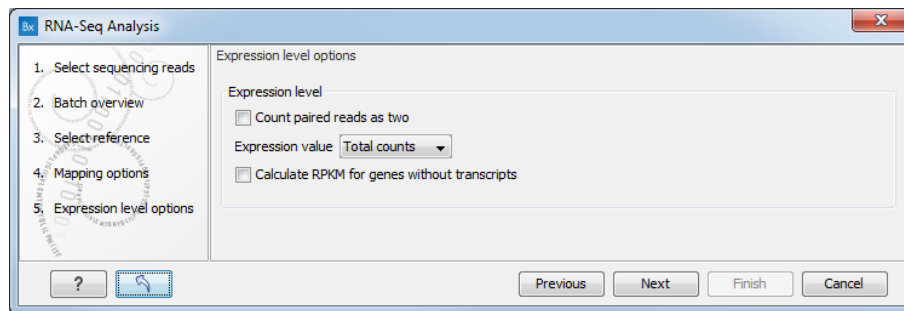 Bx RNA-Seq Analysis
Expression level options
1. Select sequencing reads
2. Batch overview
3. Select reference
4. Mapping options
5. Expression level options
Expression level
Count paired reads as two
Expression value Total counts
Calculate RPKM for genes without transcripts
? Previous Next Finish Cancel